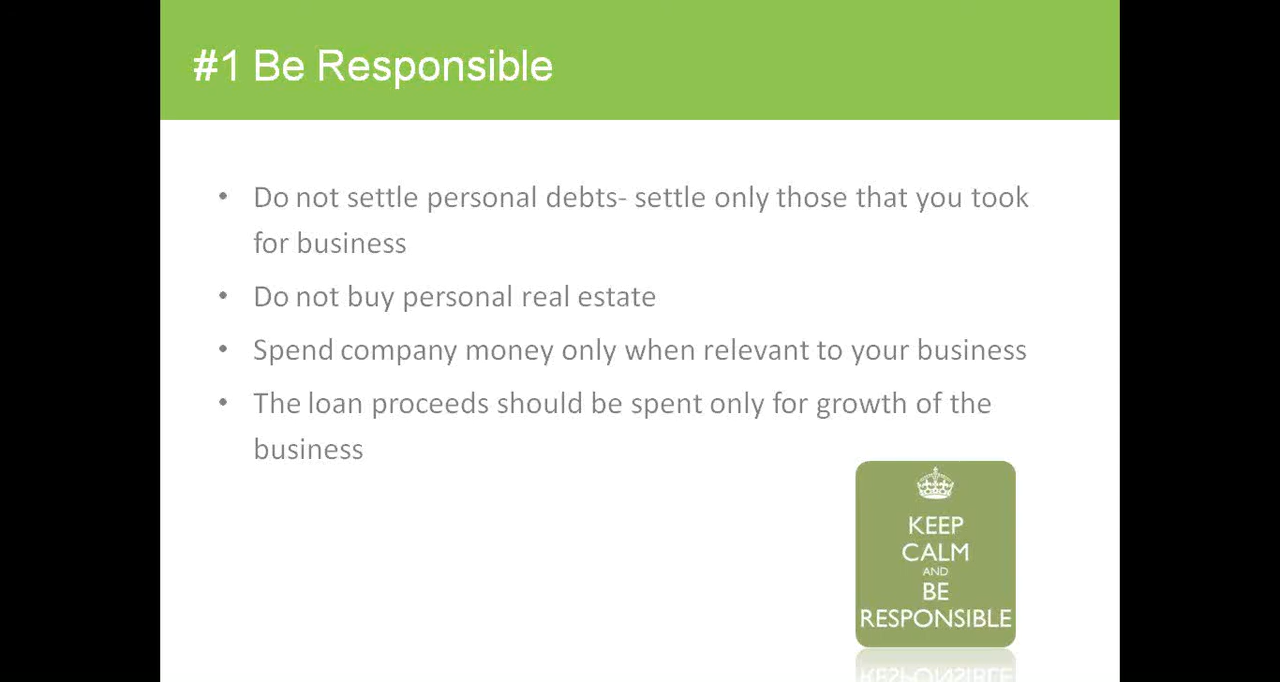 #1 Be Responsible
• Do not settle personal debts- settle only those that you took
for business
• Do not buy personal real estate
• Spend company money only when relevant to your business
• The loan proceeds should be spent only for growth of the
business
KEEP
CALM
AND
BE
RESPONSIBLE